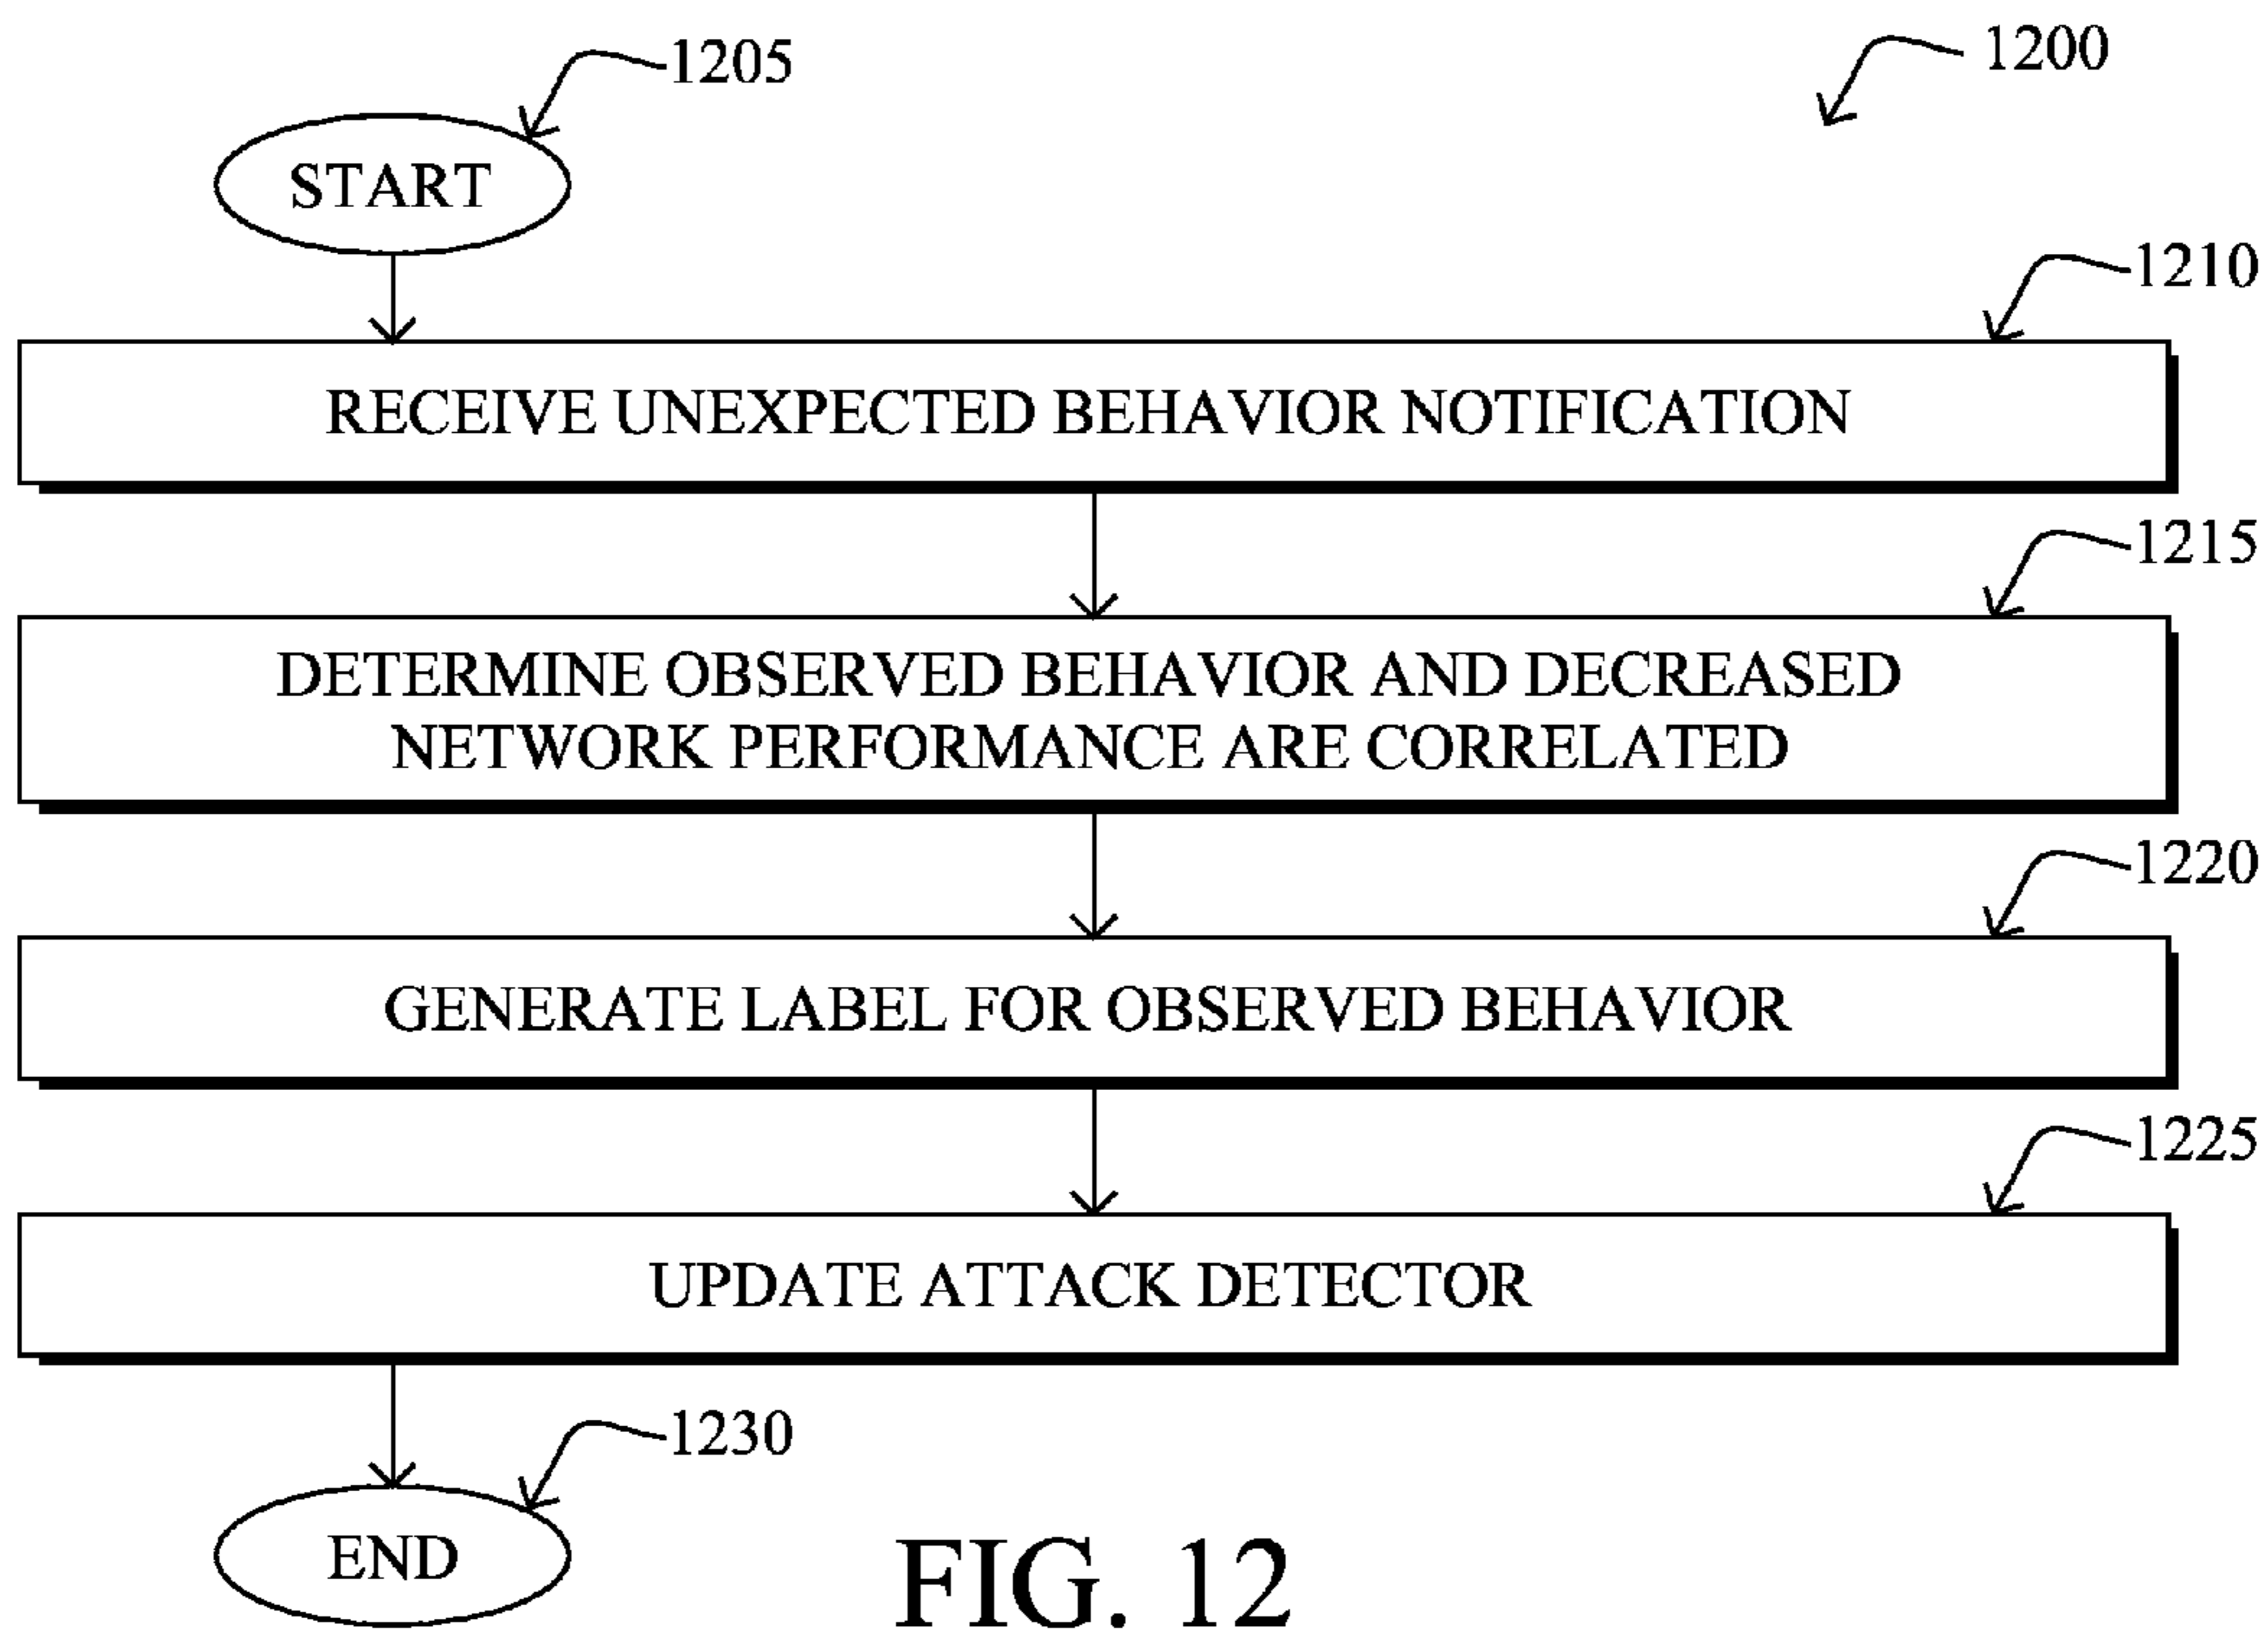 1205
1200
START
1210
RECEIVE UNEXPECTED BEHAVIOR NOTIFICATION
1215
DETERMINE OBSERVED BEHAVIOR AND DECREASED
NETWORK PERFORMANCE ARE CORRELATED
1220
GENERATE LABEL FOR OBSERVED BEHAVIOR
1225
UPDATE ATTACK DETECTOR
1230
END
FIG. 12